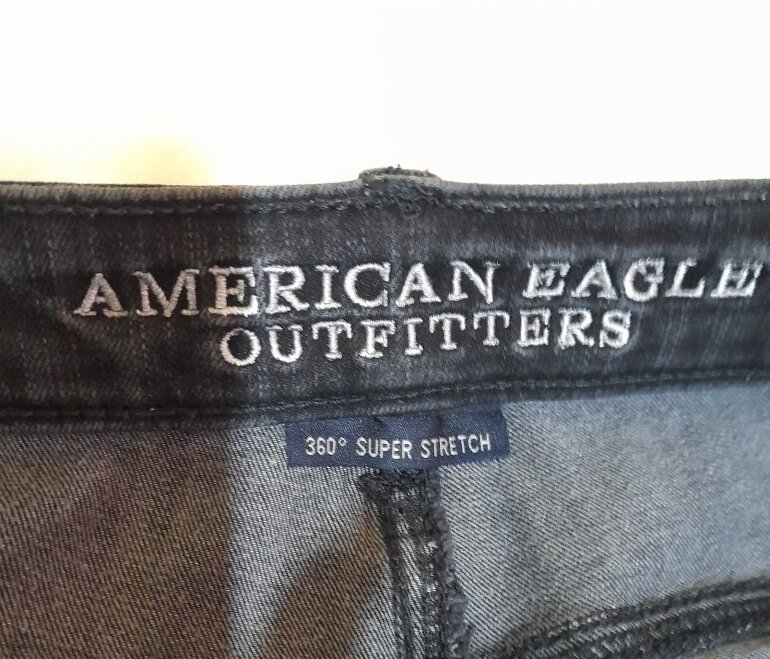 AMERICAN EAGLE
OUTFITTERS
360° SUPER STRETCH